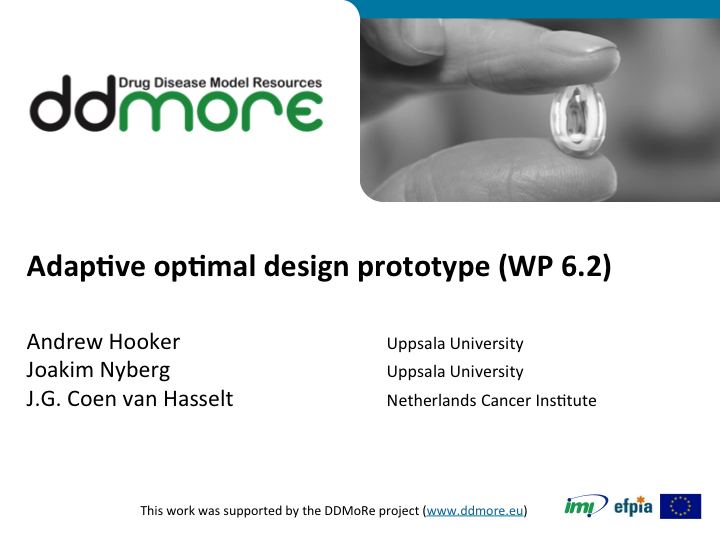 Drug Disease Model Resources
ddmore
Adaptive optimal design prototype (WP 6.2)
Andrew Hooker Uppsala University
Joakim Nyberg Uppsala University
J.G. Coen van Hasselt Netherlands Cancer Institute
This work was supported by the DDMoRe project (www.ddmore.eu)
imi efpia